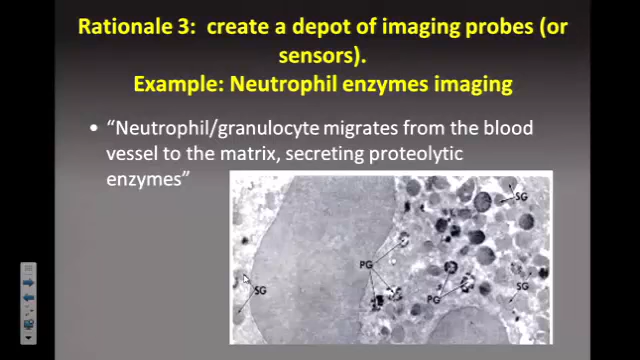 Rationale 3: create a depot of imaging probes (or
sensors).
Example: Neutrophil enzymes imaging
• “Neutrophil/granulocyte migrates from the blood
vessel to the matrix, secreting proteolytic
enzymes”
SG
PG
SG
PG
SG